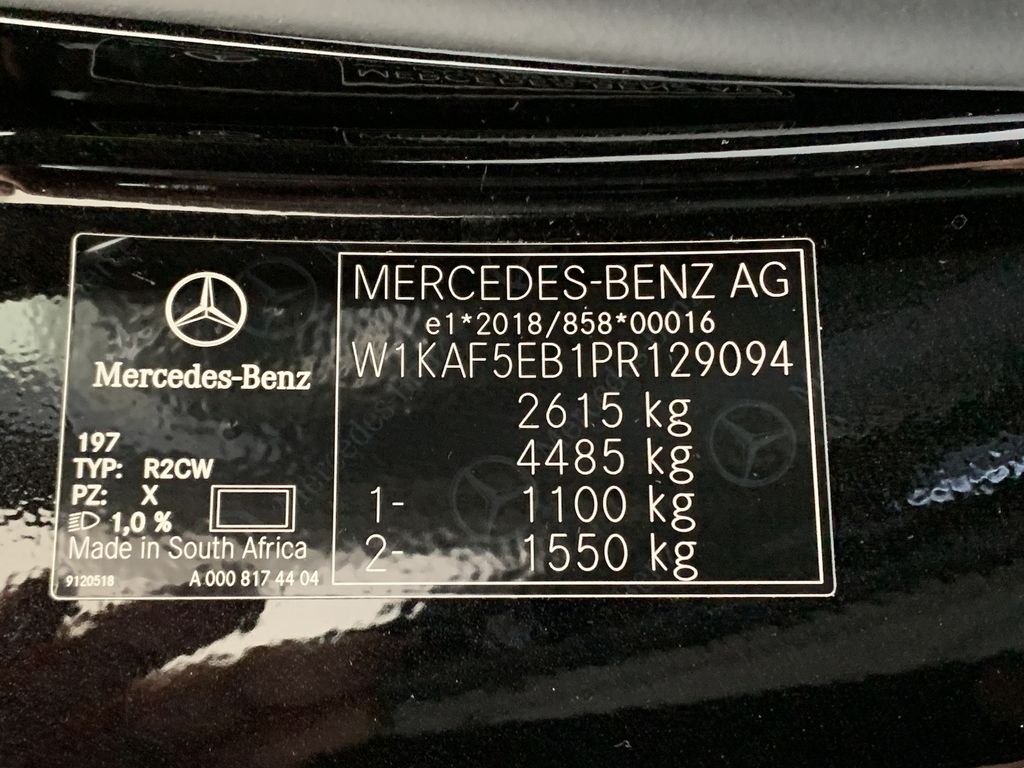 Mercedes-Benz
197
TYP: R2CW
PZ: X
1,0 %
Made in South Africa
9120518 A 000 817 44 04
MERCEDES-BENZ AG
e1*2018/858*00016
W1KAF5EB1PR129094
2615 kg
4485 kg
1- 1100 kg
2- 1550 kg